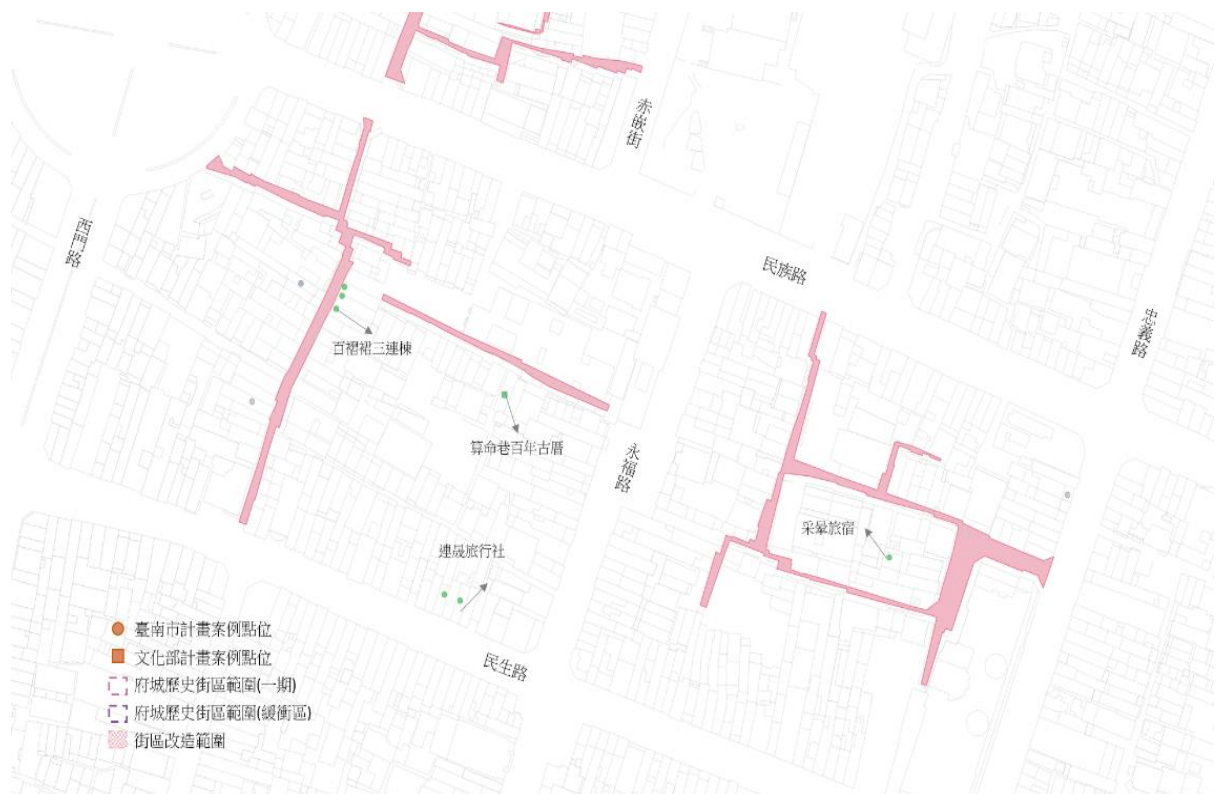 赤嵌街
西門路
民族路
忠義路
百褶裙三連棟
算命巷百年古厝
永福路
采暈旅宿
連晟旅行社
民生路
臺南市計畫案例點位
文化部計畫案例點位
府城歷史街區範圍(一期)
府城歷史街區範圍(緩衝區)
街區改造範圍